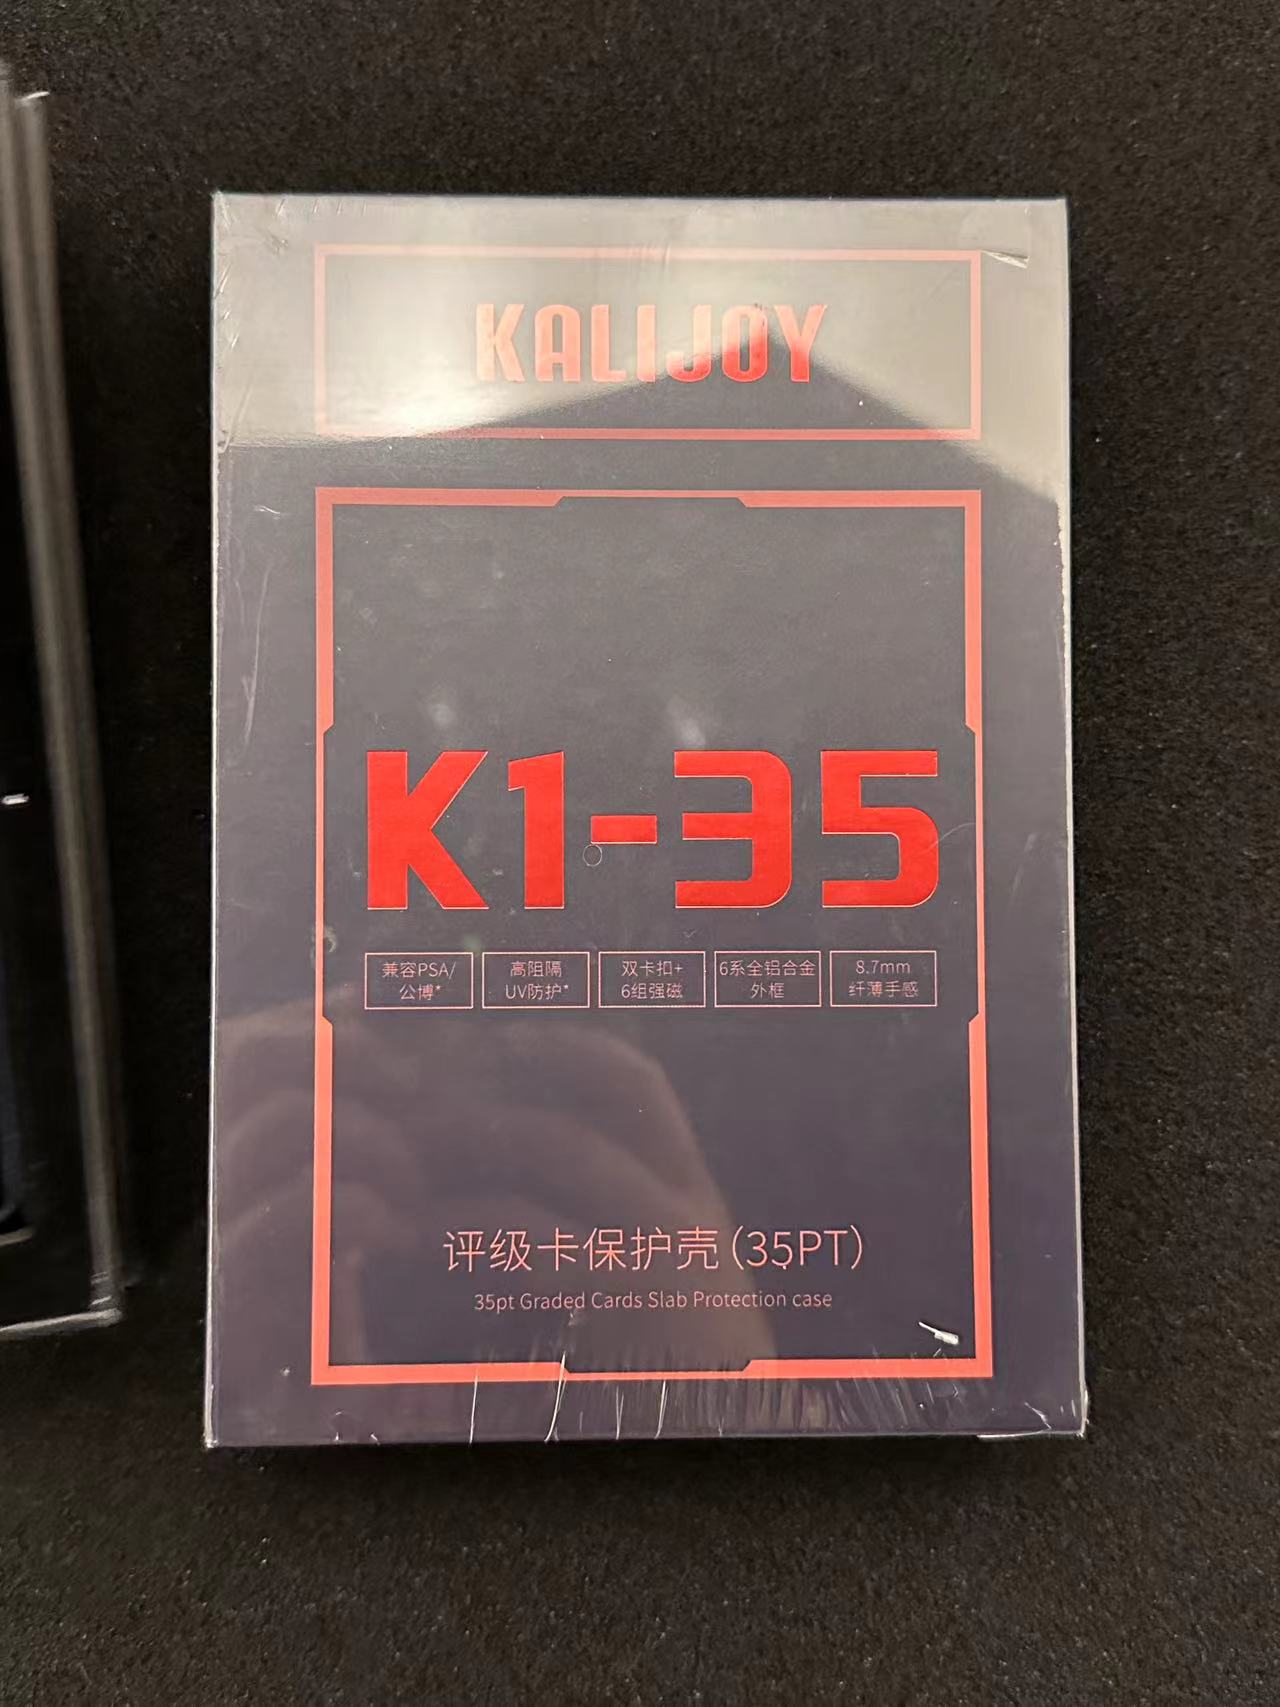 KALIJOY
K1-35
兼容PSA/
公博*
高阻隔
UV防护*
双卡扣+
6组强磁
6系全铝合金
外框
8.7mm
纤薄手感
评级卡保护壳(35PT)
35pt Graded Cards Slab Protection case